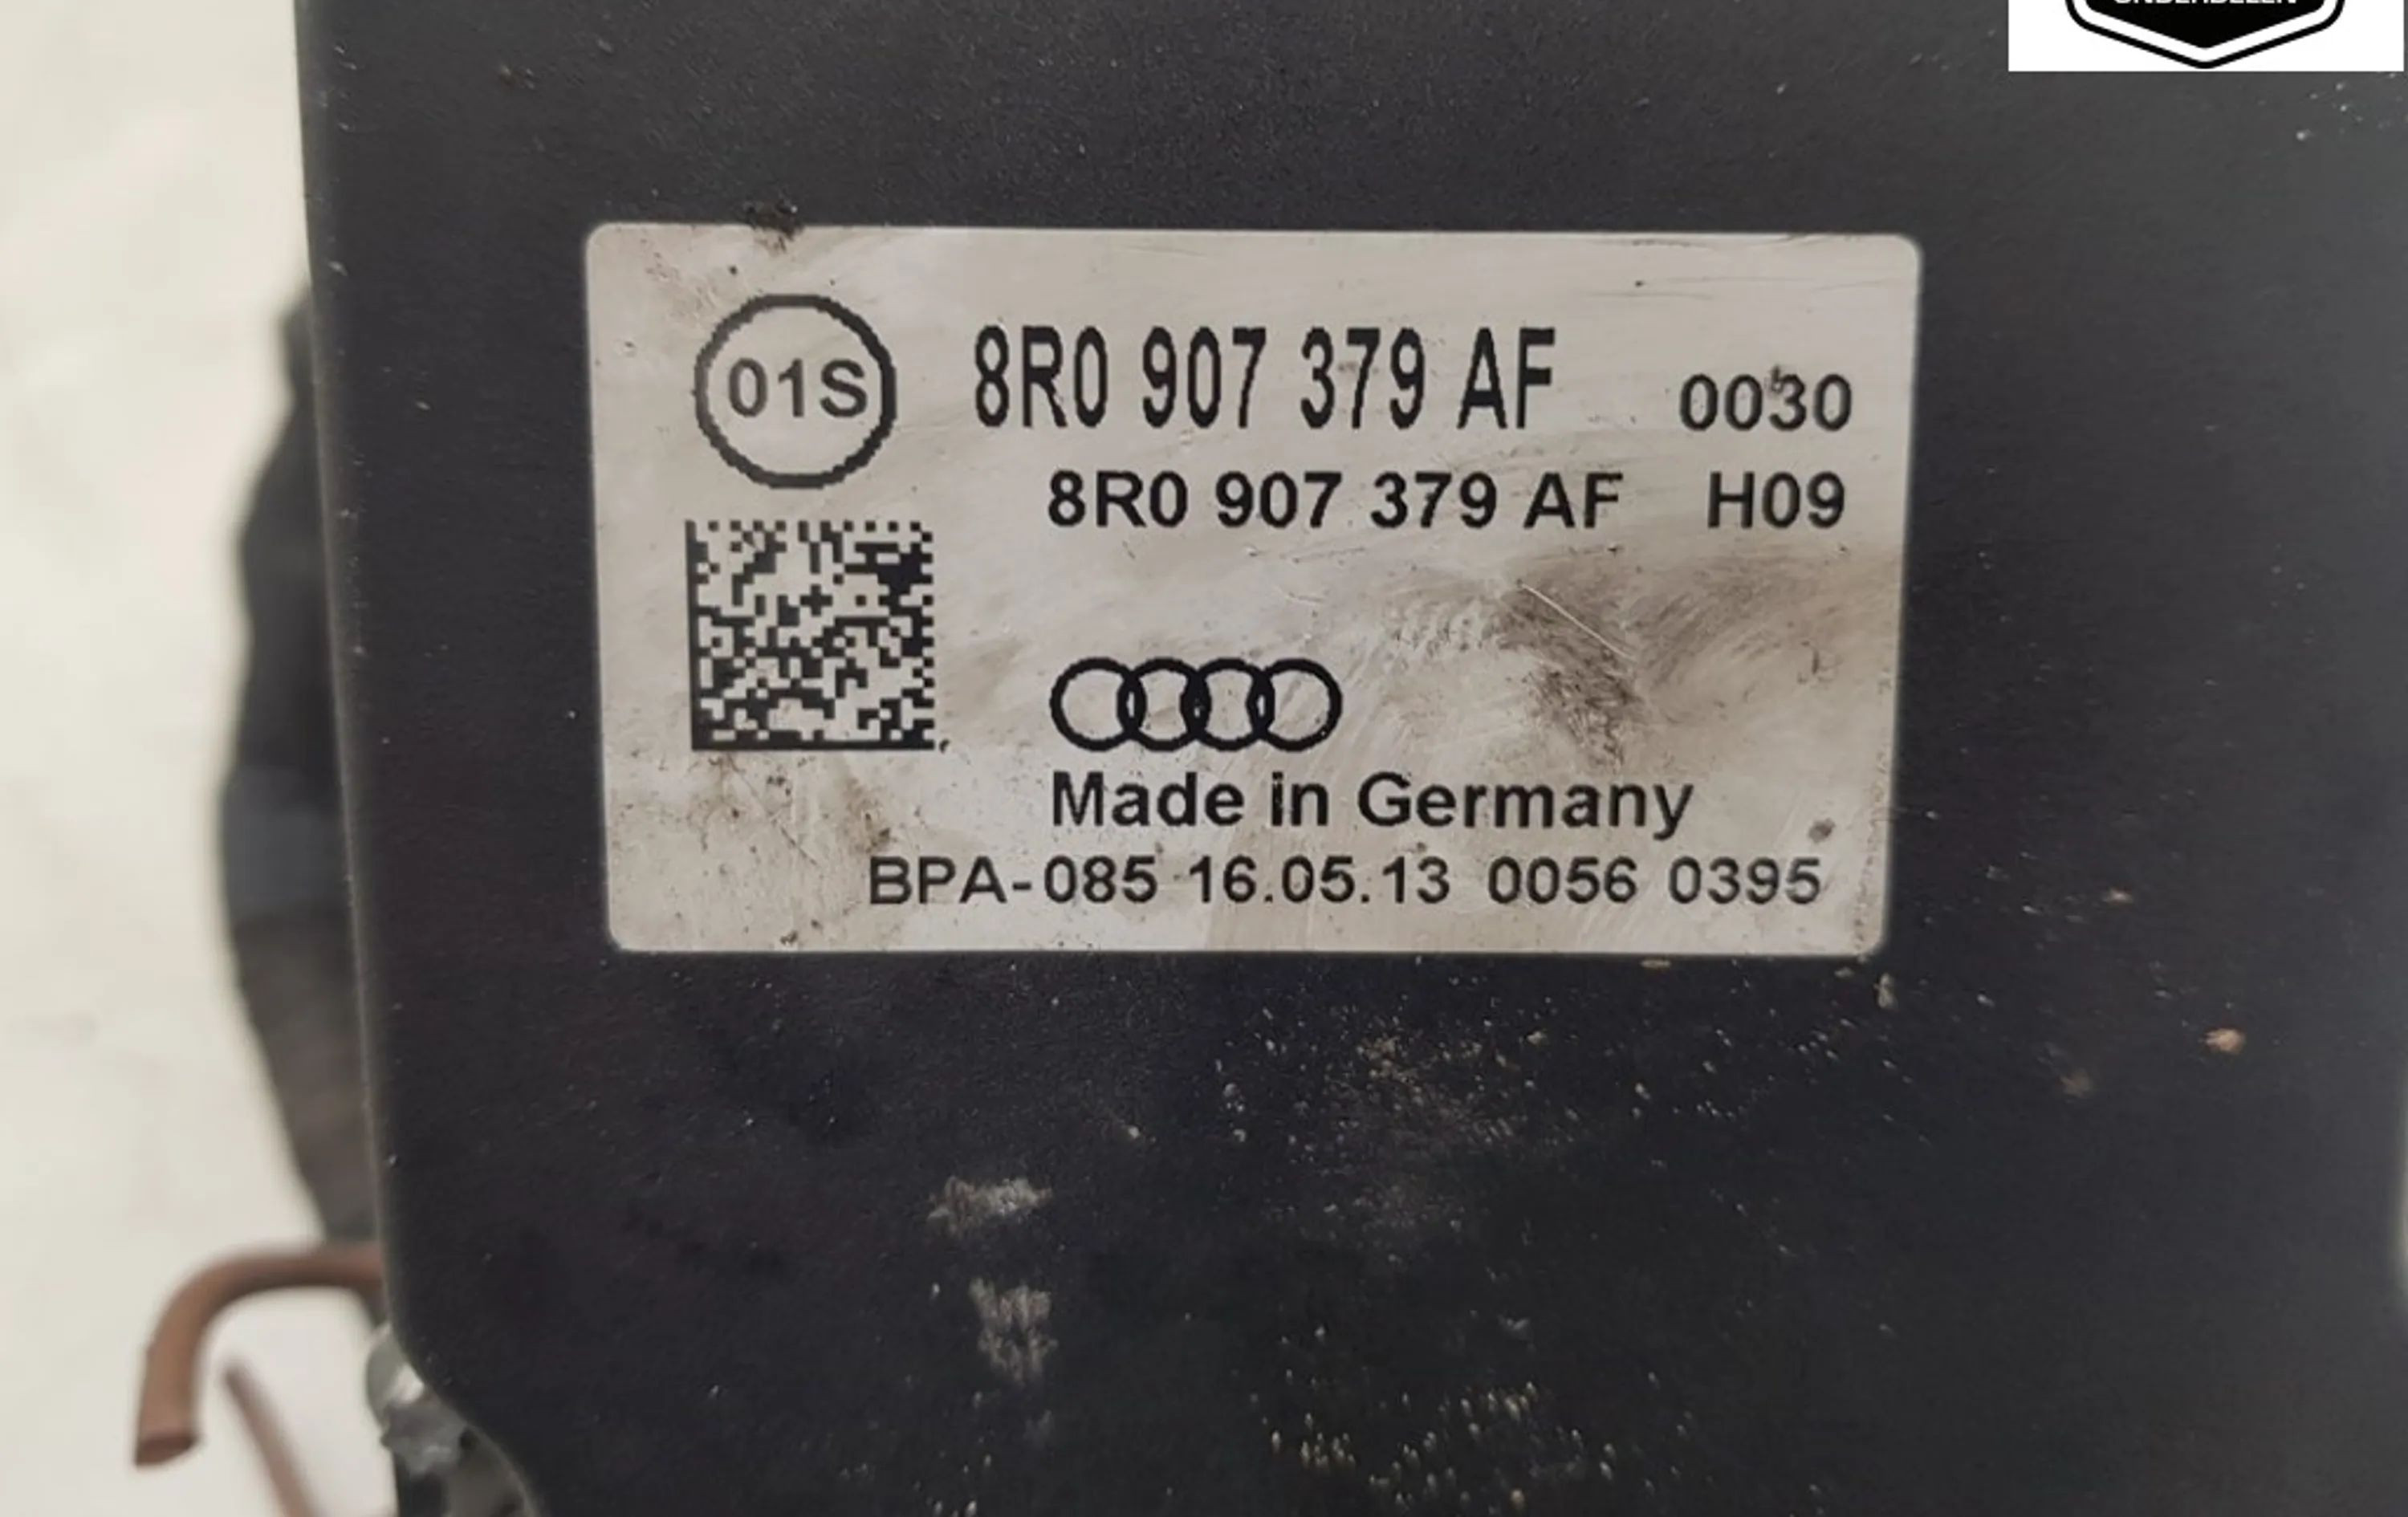 ONDERDELEN
01S
8R0 907 379 AF 0030
8R0 907 379 AF H09
Made in Germany
BPA-085 16.05.13 0056 0395